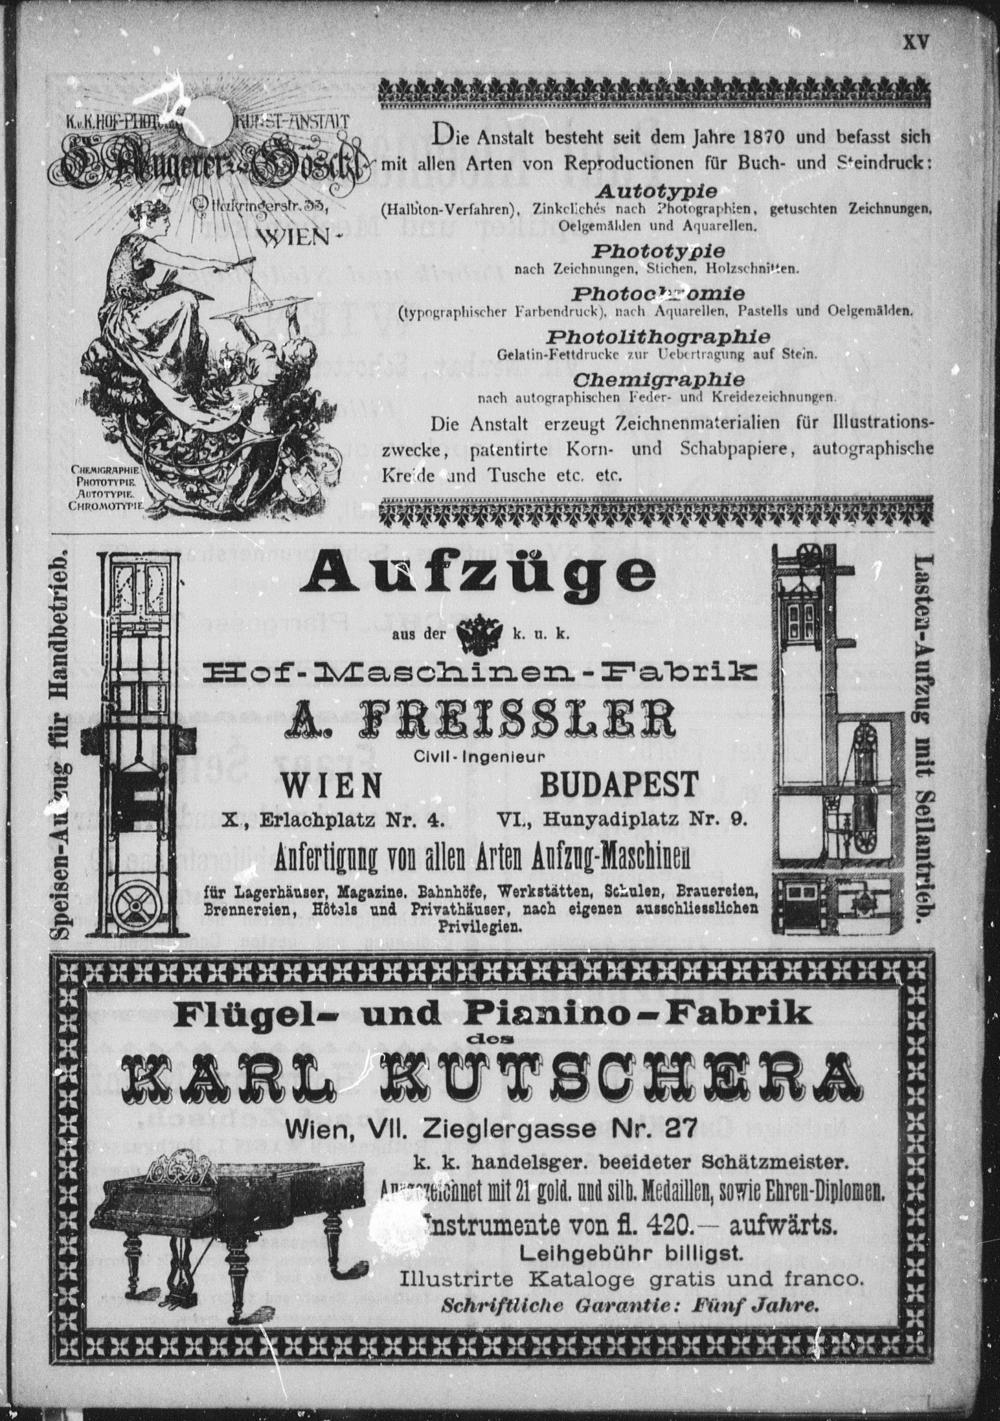 XV
K. u. K. HOF-PHOT KUNST-ANSTALT
C. Angerer & Göschl
Ottakringerstr. 33,
WIEN
CHEMIGRAPHIE
PHOTOTYPIE
AUTOTYPIE
CHROMOTYPIE
Die Anstalt besteht seit dem Jahre 1870 und befasst sich
mit allen Arten von Reproductionen für Buch- und Steindruck:
Autotypie
(Halbton-Verfahren), Zinkclichés nach Photographien, getuschten Zeichnungen,
Oelgemälden und Aquarellen.
Phototypie
nach Zeichnungen, Stichen, Holzschnitten.
Photochromie
(typographischer Farbendruck), nach Aquarellen, Pastells und Oelgemälden.
Photolithographie
Gelatin-Fettdrucke zur Uebertragung auf Stein.
Chemigraphie
nach autographischen Feder- und Kreidezeichnungen.
Die Anstalt erzeugt Zeichnenmaterialien für Illustrations-
zwecke, patentirte Korn- und Schabpapiere, autographische
Kreide und Tusche etc. etc.
Speisen-Aufzug für Handbetrieb.
Aufzüge
aus der k. u. k.
Hof-Maschinen-Fabrik
A. FREISSLER
Civil-Ingenieur
WIEN BUDAPEST
X., Erlachplatz Nr. 4. VI., Hunyadiplatz Nr. 9.
Anfertigung von allen Arten Aufzug-Maschinen
für Lagerhäuser, Magazine, Bahnhöfe, Werkstätten, Schulen, Brauereien,
Brennereien, Hôtels und Privathäuser, nach eigenen ausschliesslichen
Privilegien.
Lasten-Aufzug mit Seilantrieb.
Flügel- und Pianino-Fabrik
des
KARL KUTSCHERA
Wien, VII. Zieglergasse Nr. 27
k. k. handelsger. beeideter Schätzmeister.
Ausgezeichnet mit 21 gold. und silb. Medaillen, sowie Ehren-Diplomen.
Instrumente von fl. 420.— aufwärts.
Leihgebühr billigst.
Illustrirte Kataloge gratis und franco.
Schriftliche Garantie: Fünf Jahre.